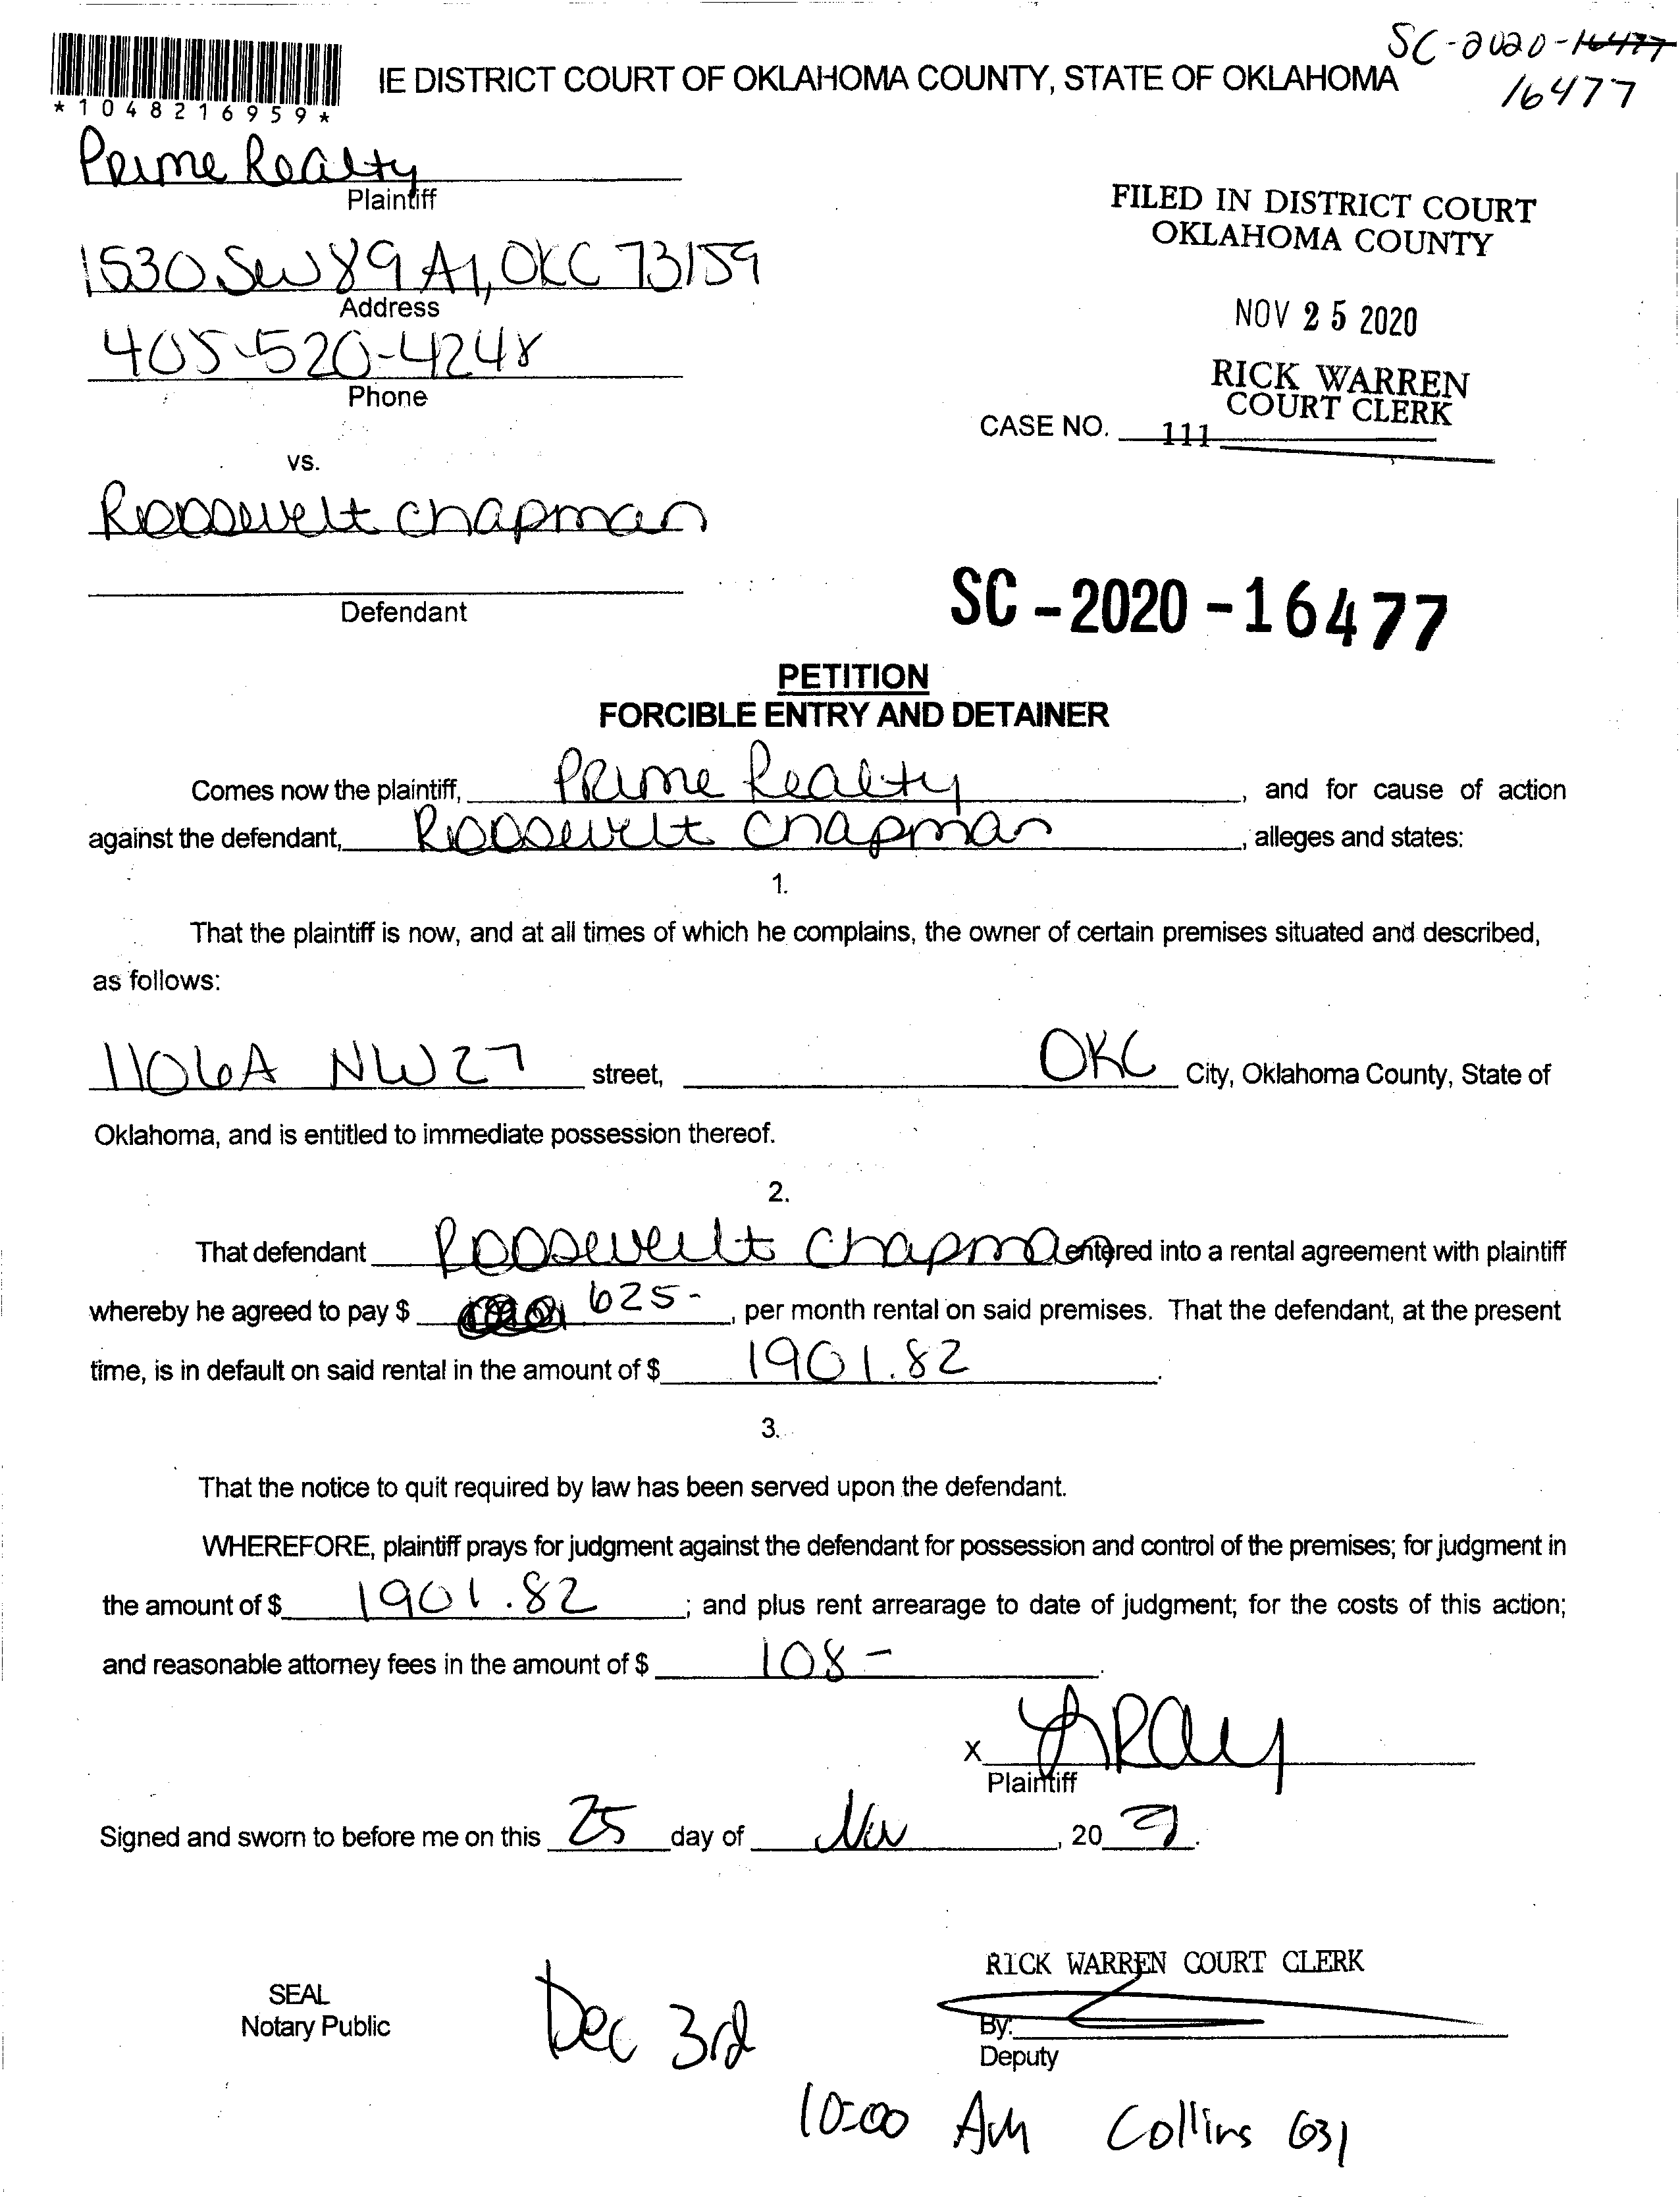 SC-2020-16477
16477
IE DISTRICT COURT OF OKLAHOMA COUNTY, STATE OF OKLAHOMA
*1048216959*
Prime Realty
Plaintiff
FILED IN DISTRICT COURT
OKLAHOMA COUNTY
1530 SW 89 A1, OKC 73159
Address
NOV 25 2020
405-520-4248
Phone
RICK WARREN
COURT CLERK
CASE NO. 111
vs.
Roosevelt Chapman
Defendant
SC-2020-16477
PETITION
FORCIBLE ENTRY AND DETAINER
Comes now the plaintiff, Prime Realty, and for cause of action
against the defendant, Roosevelt Chapman, alleges and states:
1.
That the plaintiff is now, and at all times of which he complains, the owner of certain premises situated and described,
as follows:
1106A NW 27 street, OKC City, Oklahoma County, State of
Oklahoma, and is entitled to immediate possession thereof.
2.
That defendant Roosevelt Chapman entered into a rental agreement with plaintiff
whereby he agreed to pay $ 625-, per month rental on said premises. That the defendant, at the present
time, is in default on said rental in the amount of $ 1901.82.
3.
That the notice to quit required by law has been served upon the defendant.
WHEREFORE, plaintiff prays for judgment against the defendant for possession and control of the premises; for judgment in
the amount of $ 1901.82; and plus rent arrearage to date of judgment; for the costs of this action;
and reasonable attorney fees in the amount of $ 108-.
X
Plaintiff
Signed and sworn to before me on this 25 day of Nov, 20
RICK WARREN COURT CLERK
SEAL
Notary Public
By:
Deputy
Dec 3rd
10:00 AM Collins 631